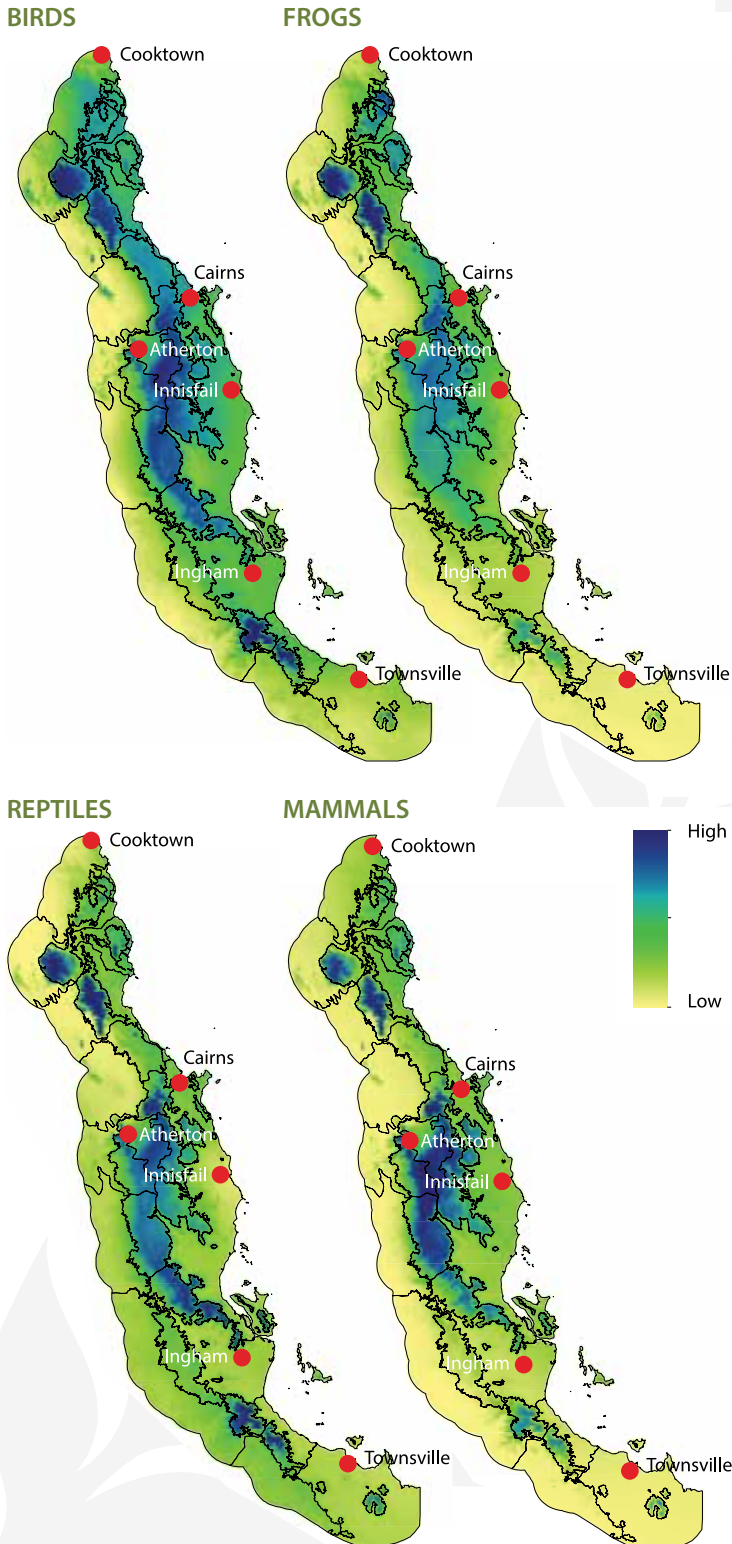 BIRDS
FROGS
Cooktown
Cooktown
Cairns
Cairns
Atherton
Atherton
Innisfail
Innisfail
Ingham
Ingham
Townsville
Townsville
REPTILES
MAMMALS
High
Low
Cooktown
Cooktown
Cairns
Cairns
Atherton
Atherton
Innisfail
Innisfail
Ingham
Ingham
Townsville
Townsville